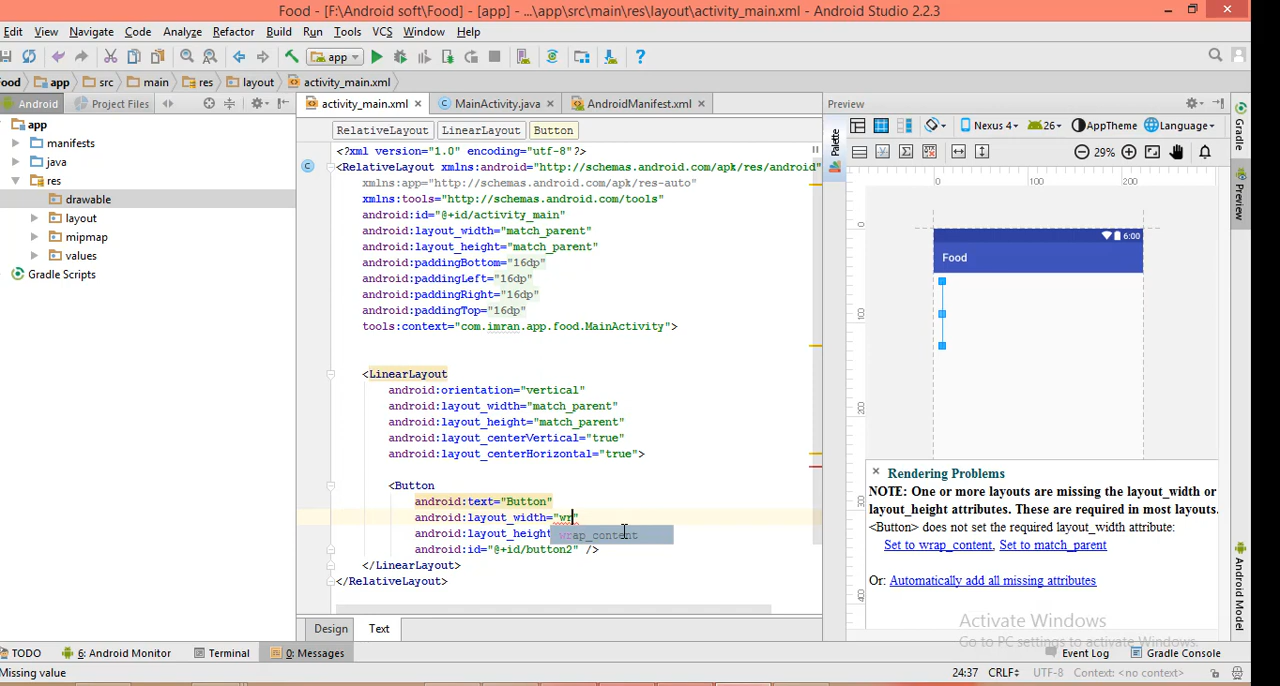 Food - [F:\Android soft\Food] - [app] - ...\app\src\main\res\layout\activity_main.xml - Android Studio 2.2.3
Edit View Navigate Code Analyze Refactor Build Run Tools VCS Window Help
app
app src main res layout activity_main.xml
Android Project Files
activity_main.xml MainActivity.java AndroidManifest.xml
Preview
app
manifests
java
res
drawable
layout
mipmap
values
Gradle Scripts
RelativeLayout LinearLayout Button
<?xml version="1.0" encoding="utf-8"?>
<RelativeLayout xmlns:android="http://schemas.android.com/apk/res/android"
xmlns:app="http://schemas.android.com/apk/res-auto"
xmlns:tools="http://schemas.android.com/tools"
android:id="@+id/activity_main"
android:layout_width="match_parent"
android:layout_height="match_parent"
android:paddingBottom="16dp"
android:paddingLeft="16dp"
android:paddingRight="16dp"
android:paddingTop="16dp"
tools:context="com.imran.app.food.MainActivity">
<LinearLayout
android:orientation="vertical"
android:layout_width="match_parent"
android:layout_height="match_parent"
android:layout_centerVertical="true"
android:layout_centerHorizontal="true">
<Button
android:text="Button"
android:layout_width="wr"
android:layout_height
wrap_content
android:id="@+id/button2" />
</LinearLayout>
</RelativeLayout>
Design Text
Palette
Nexus 4 26 AppTheme Language
29%
0 100 200
0
100
200
300
400
6:00
Food
Rendering Problems
NOTE: One or more layouts are missing the layout_width or
layout_height attributes. These are required in most layouts.
<Button> does not set the required layout_width attribute:
Set to wrap_content, Set to match_parent
Or: Automatically add all missing attributes
Activate Windows
Go to PC settings to activate Windows.
Gradle
Preview
Android Model
TODO 6: Android Monitor Terminal 0: Messages Event Log Gradle Console
Missing value 24:37 CRLF UTF-8 Context: <no context>